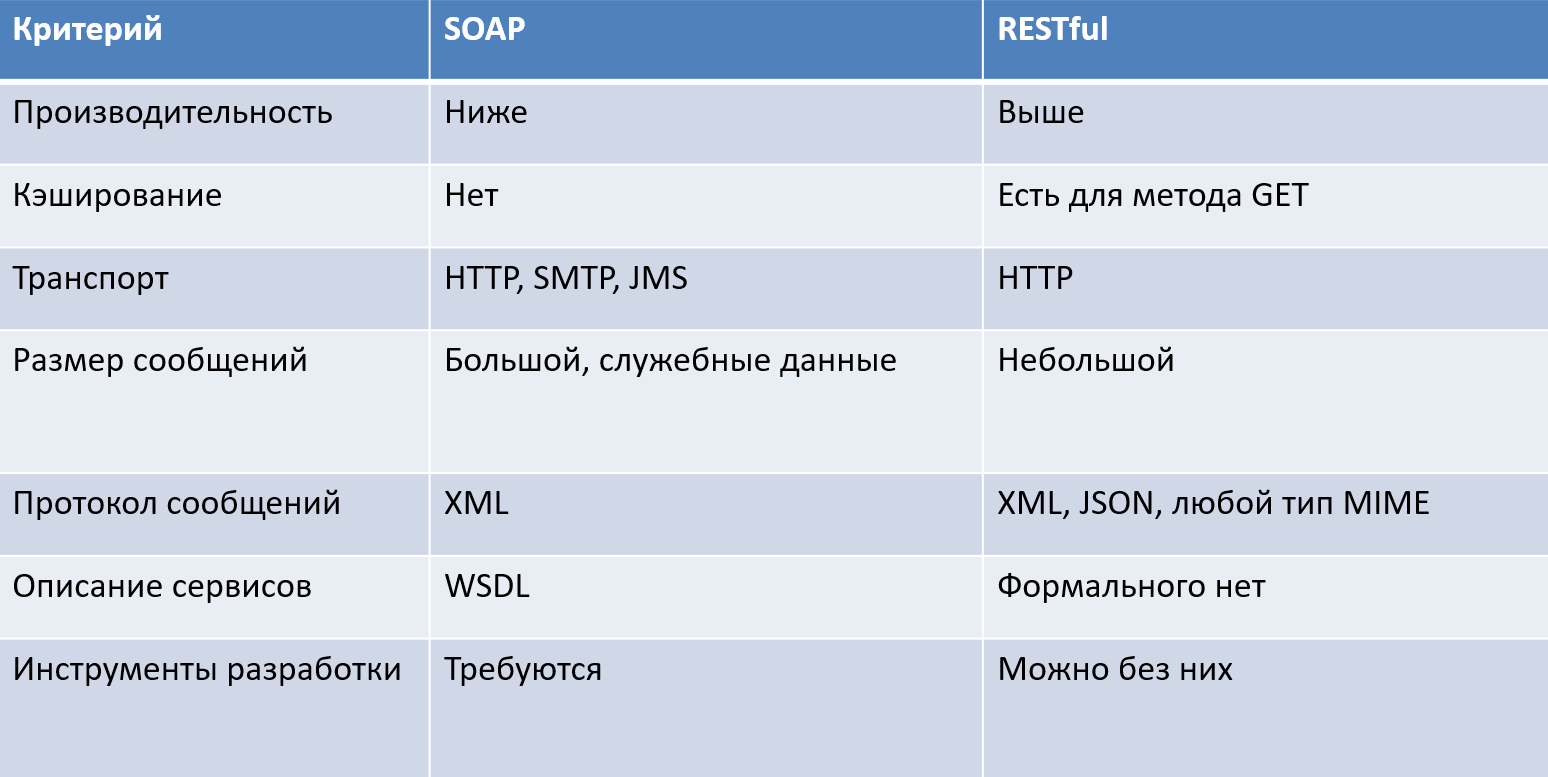 Критерий SOAP RESTful
Производительность Ниже Выше
Кэширование Нет Есть для метода GET
Транспорт HTTP, SMTP, JMS HTTP
Размер сообщений Большой, служебные данные Небольшой
Протокол сообщений XML XML, JSON, любой тип MIME
Описание сервисов WSDL Формального нет
Инструменты разработки Требуются Можно без них